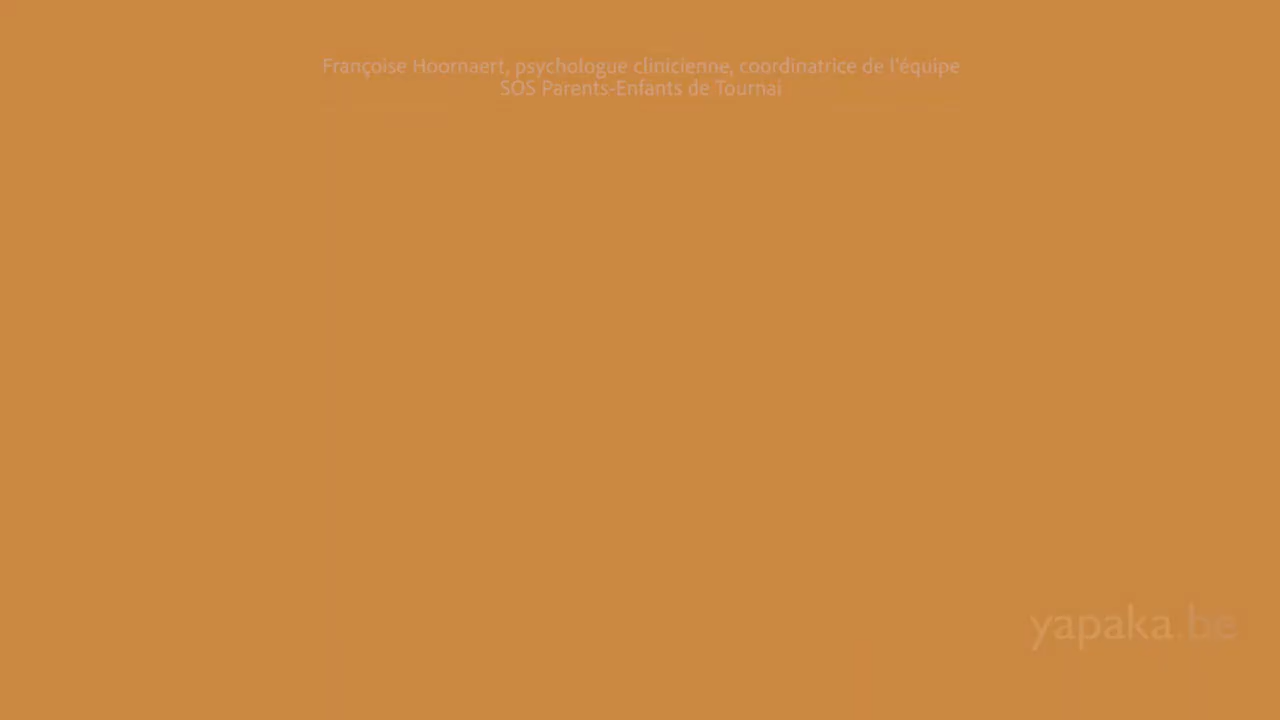 Françoise Hoornaert, psychologue clinicienne, coordinatrice de l'équipe
SOS Parents-Enfants de Tournai
yapaka.be